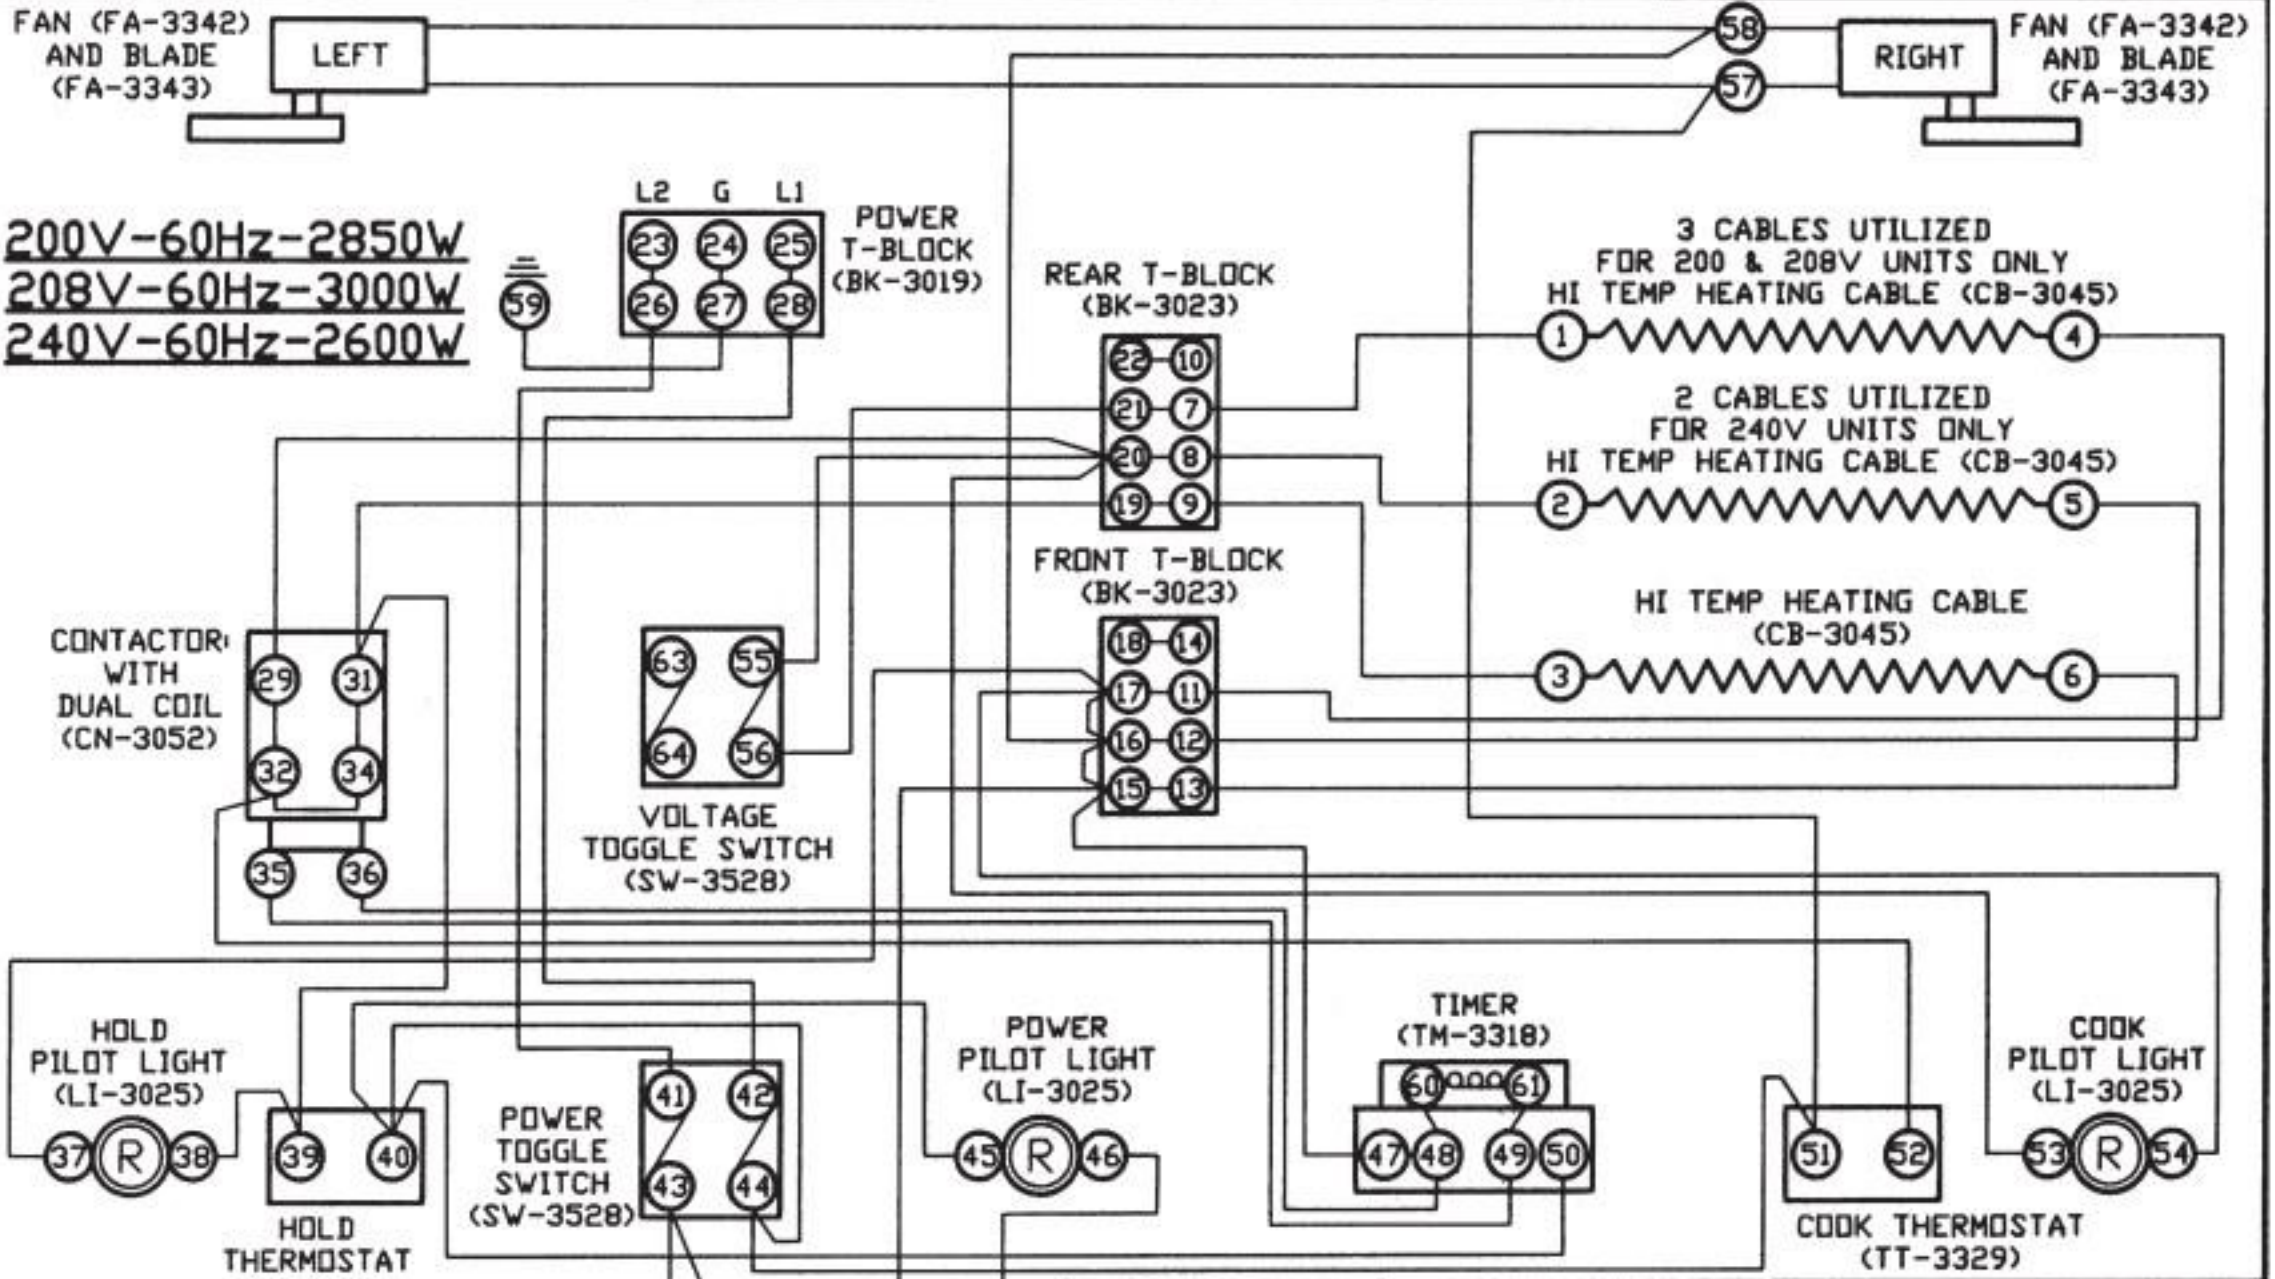 FAN (FA-3342)
AND BLADE
(FA-3343)
LEFT
58
57
RIGHT
FAN (FA-3342)
AND BLADE
(FA-3343)
200V-60Hz-2850W
208V-60Hz-3000W
240V-60Hz-2600W
59
L2 G L1
23 24 25
26 27 28
POWER
T-BLOCK
(BK-3019)
REAR T-BLOCK
(BK-3023)
22 10
21 7
20 8
19 9
3 CABLES UTILIZED
FOR 200 & 208V UNITS ONLY
HI TEMP HEATING CABLE (CB-3045)
1 4
2 CABLES UTILIZED
FOR 240V UNITS ONLY
HI TEMP HEATING CABLE (CB-3045)
2 5
HI TEMP HEATING CABLE
(CB-3045)
3 6
FRONT T-BLOCK
(BK-3023)
18 14
17 11
16 12
15 13
CONTACTOR
WITH
DUAL COIL
(CN-3052)
29 31
32 34
35 36
63 55
64 56
VOLTAGE
TOGGLE SWITCH
(SW-3528)
HOLD
PILOT LIGHT
(LI-3025)
37 R 38
39 40
HOLD
THERMOSTAT
POWER
TOGGLE
SWITCH
(SW-3528)
41 42
43 44
POWER
PILOT LIGHT
(LI-3025)
45 R 46
TIMER
(TM-3318)
60 61
47 48 49 50
51 52
COOK THERMOSTAT
(TT-3329)
COOK
PILOT LIGHT
(LI-3025)
53 R 54